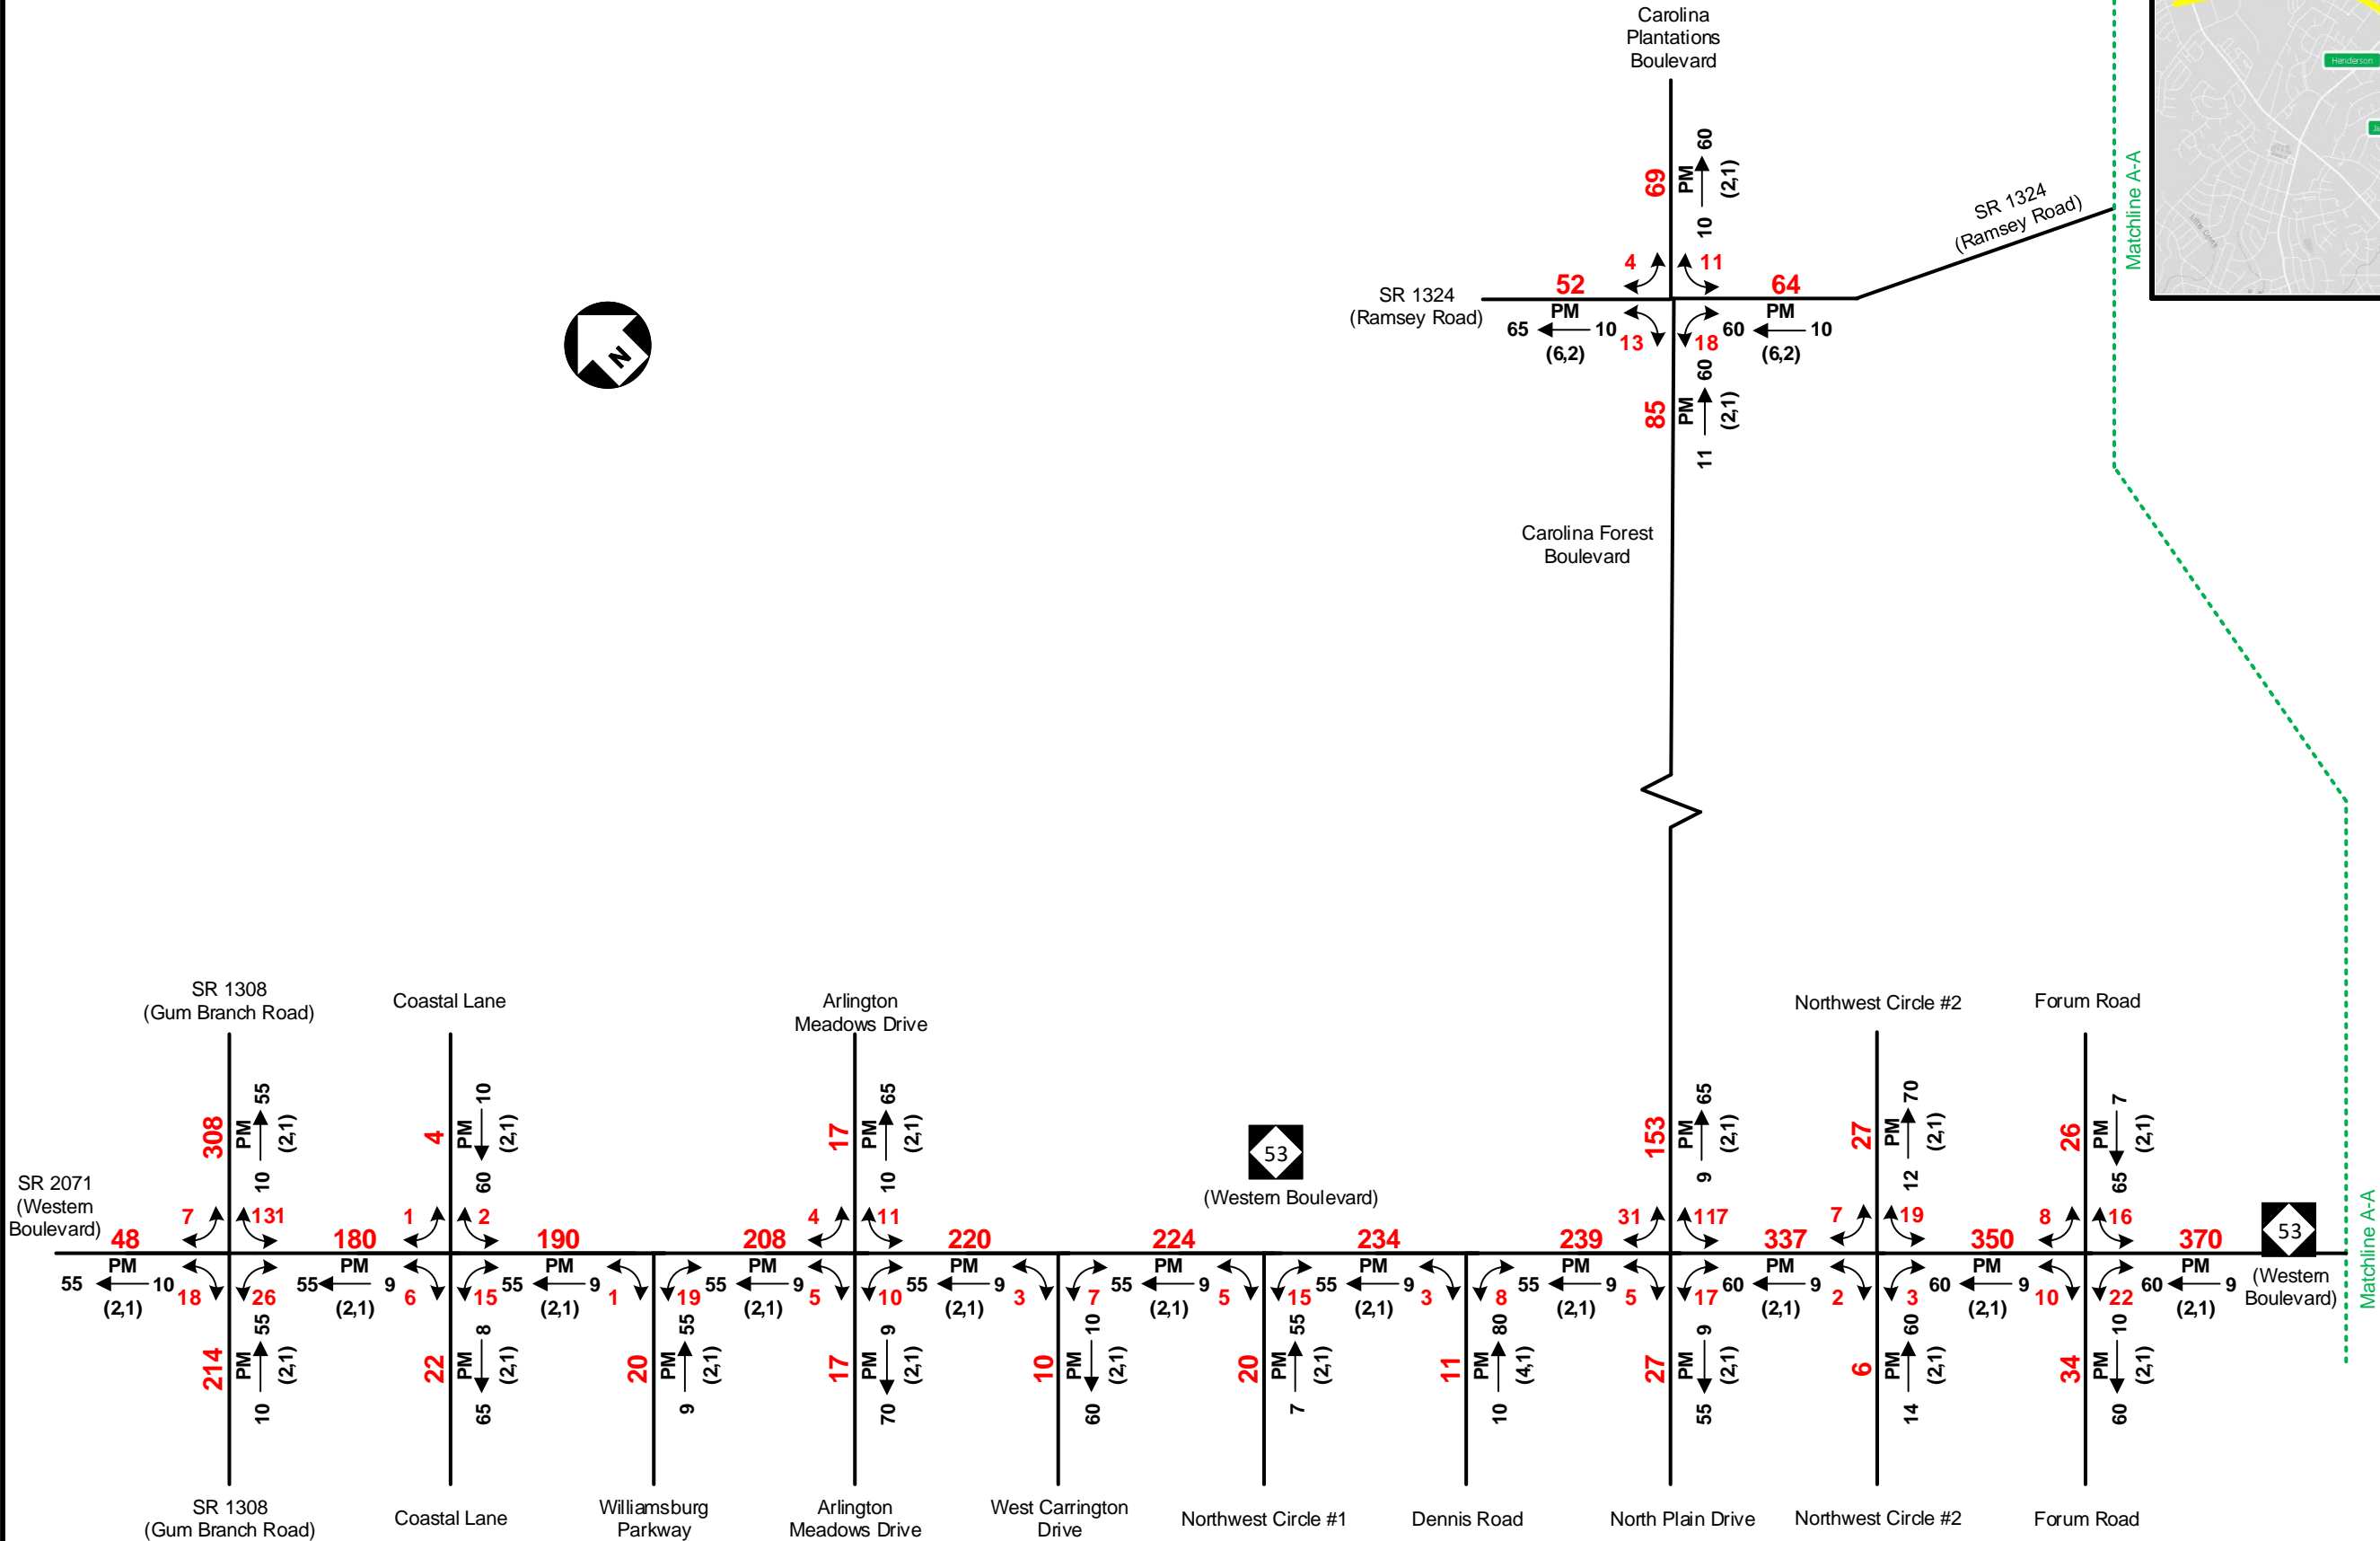 Carolina
Plantations
Boulevard
Henderson
Matchline A-A
SR 1324
(Ramsey Road)
60
PM
(2,1)
69
10
4
11
52
64
SR 1324
(Ramsey Road)
PM
PM
65
10
13
18
60
10
(6,2)
(6,2)
60
PM
(2,1)
85
11
N
Carolina Forest
Boulevard
SR 1308
(Gum Branch Road)
Coastal Lane
Arlington
Meadows Drive
Northwest Circle #2
Forum Road
308
PM
55
(2,1)
10
4
PM
10
(2,1)
60
17
PM
65
(2,1)
10
53
(Western Boulevard)
153
PM
65
(2,1)
9
27
PM
70
(2,1)
12
26
PM
7
(2,1)
65
SR 2071
(Western
Boulevard)
7
131
1
2
4
11
31
117
7
19
8
16
48
180
190
208
220
224
234
239
337
350
370
53
(Western
Boulevard)
Matchline A-A
PM
PM
PM
PM
PM
PM
PM
PM
PM
PM
PM
55
10
18
26
55
9
6
15
55
9
1
19
55
9
5
10
55
9
3
7
55
9
5
15
55
9
3
8
55
9
5
17
60
9
2
3
60
9
10
22
60
9
(2,1)
(2,1)
(2,1)
(2,1)
(2,1)
(2,1)
(2,1)
(2,1)
(2,1)
(2,1)
(2,1)
214
PM
55
(2,1)
10
22
PM
8
(2,1)
65
20
PM
55
(2,1)
9
17
PM
9
(2,1)
70
10
PM
10
(2,1)
60
20
PM
55
(2,1)
7
11
PM
80
(4,1)
10
27
PM
9
(2,1)
55
6
PM
60
(2,1)
14
34
PM
10
(2,1)
60
SR 1308
(Gum Branch Road)
Coastal Lane
Williamsburg
Parkway
Arlington
Meadows Drive
West Carrington
Drive
Northwest Circle #1
Dennis Road
North Plain Drive
Northwest Circle #2
Forum Road